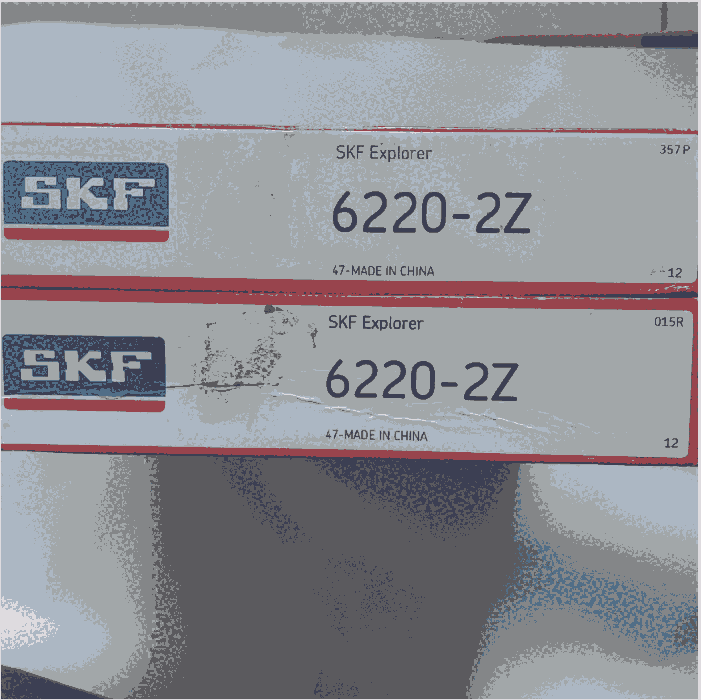 SKF Explorer
357P
SKF
6220-2Z
47-MADE IN CHINA
12
SKF Explorer
015R
SKF
6220-2Z
47-MADE IN CHINA
12